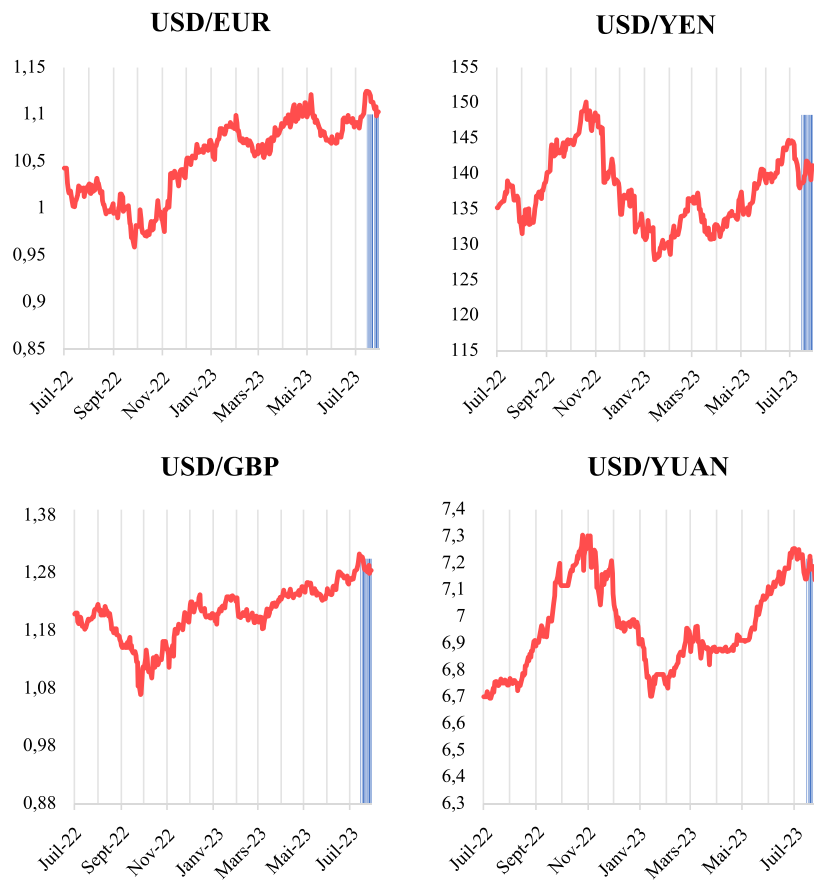 USD/EUR
1,15
1,1
10,5
1
0,95
0,9
0,85
Juil-22
Sept-22
Nov-22
Janv-23
Mars-23
Mai-23
Juil-23
USD/YEN
155
150
145
140
135
130
125
120
115
Juil-22
Sept-22
Nov-22
Janv-23
Mars-23
Mai-23
Juil-23
USD/GBP
1,38
1,28
1,18
1,08
0,98
0,88
Juil-22
Sept-22
Nov-22
Janv-23
Mars-23
Mai-23
Juil-23
USD/YUAN
7,4
7,3
7,2
7,1
7
6,9
6,8
6,7
6,6
6,5
6,4
6,3
Juil-22
Sept-22
Nov-22
Janv-23
Mars-23
Mai-23
Juil-23